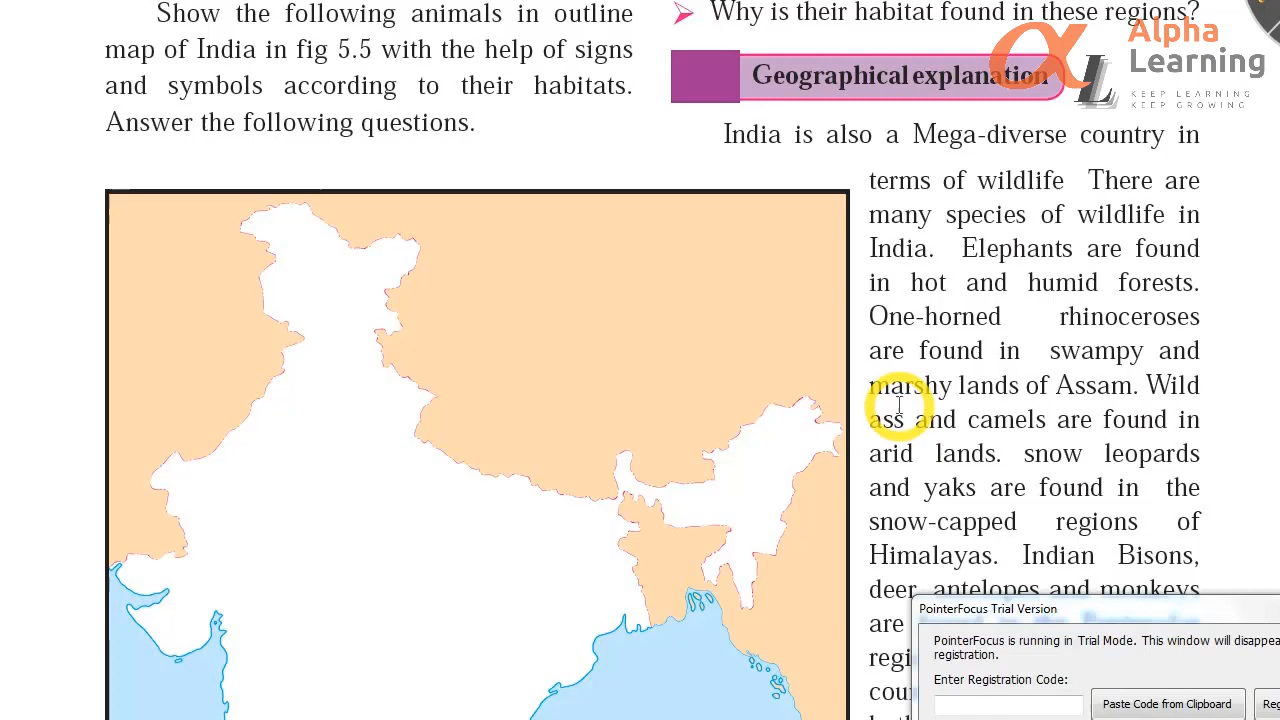 Show the following animals in outline
map of India in fig 5.5 with the help of signs
and symbols according to their habitats.
Answer the following questions.
Why is their habitat found in these regions?
Geographical explanation
Alpha
Learning
KEEP LEARNING
KEEP GROWING
India is also a Mega-diverse country in
terms of wildlife There are
many species of wildlife in
India. Elephants are found
in hot and humid forests.
One-horned rhinoceroses
are found in swampy and
marshy lands of Assam. Wild
ass and camels are found in
arid lands. snow leopards
and yaks are found in the
snow-capped regions of
Himalayas. Indian Bisons,
deer, antelopes and monkeys
are
PointerFocus Trial Version
PointerFocus is running in Trial Mode. This window will
registration.
Enter Registration Code:
Paste Code from Clipboard